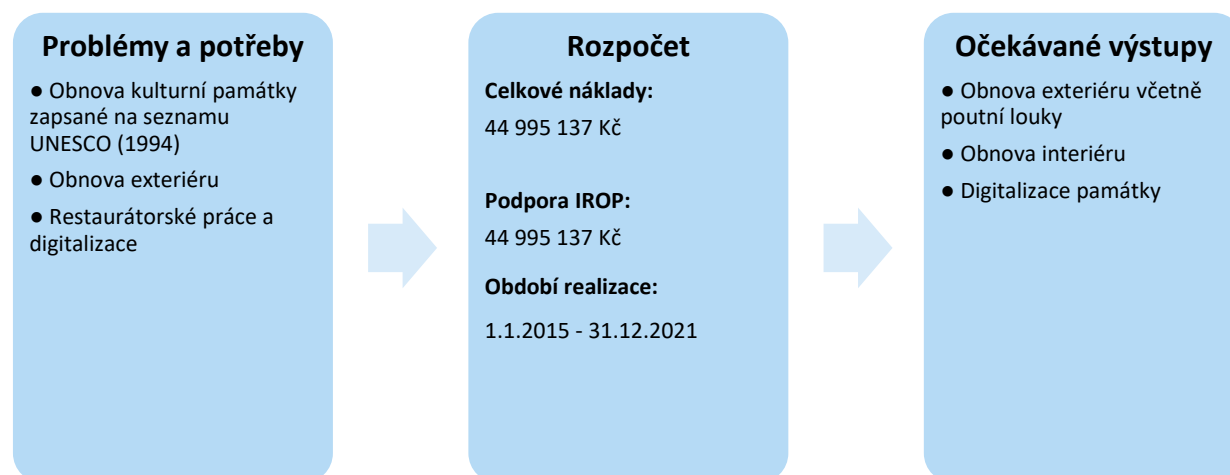 Problémy a potřeby
● Obnova kulturní památky
zapsané na seznamu
UNESCO (1994)
● Obnova exteriéru
● Restaurátorské práce a
digitalizace
Rozpočet
Celkové náklady:
44 995 137 Kč
Podpora IROP:
44 995 137 Kč
Období realizace:
1.1.2015 - 31.12.2021
Očekávané výstupy
● Obnova exteriéru včetně
poutní louky
● Obnova interiéru
● Digitalizace památky